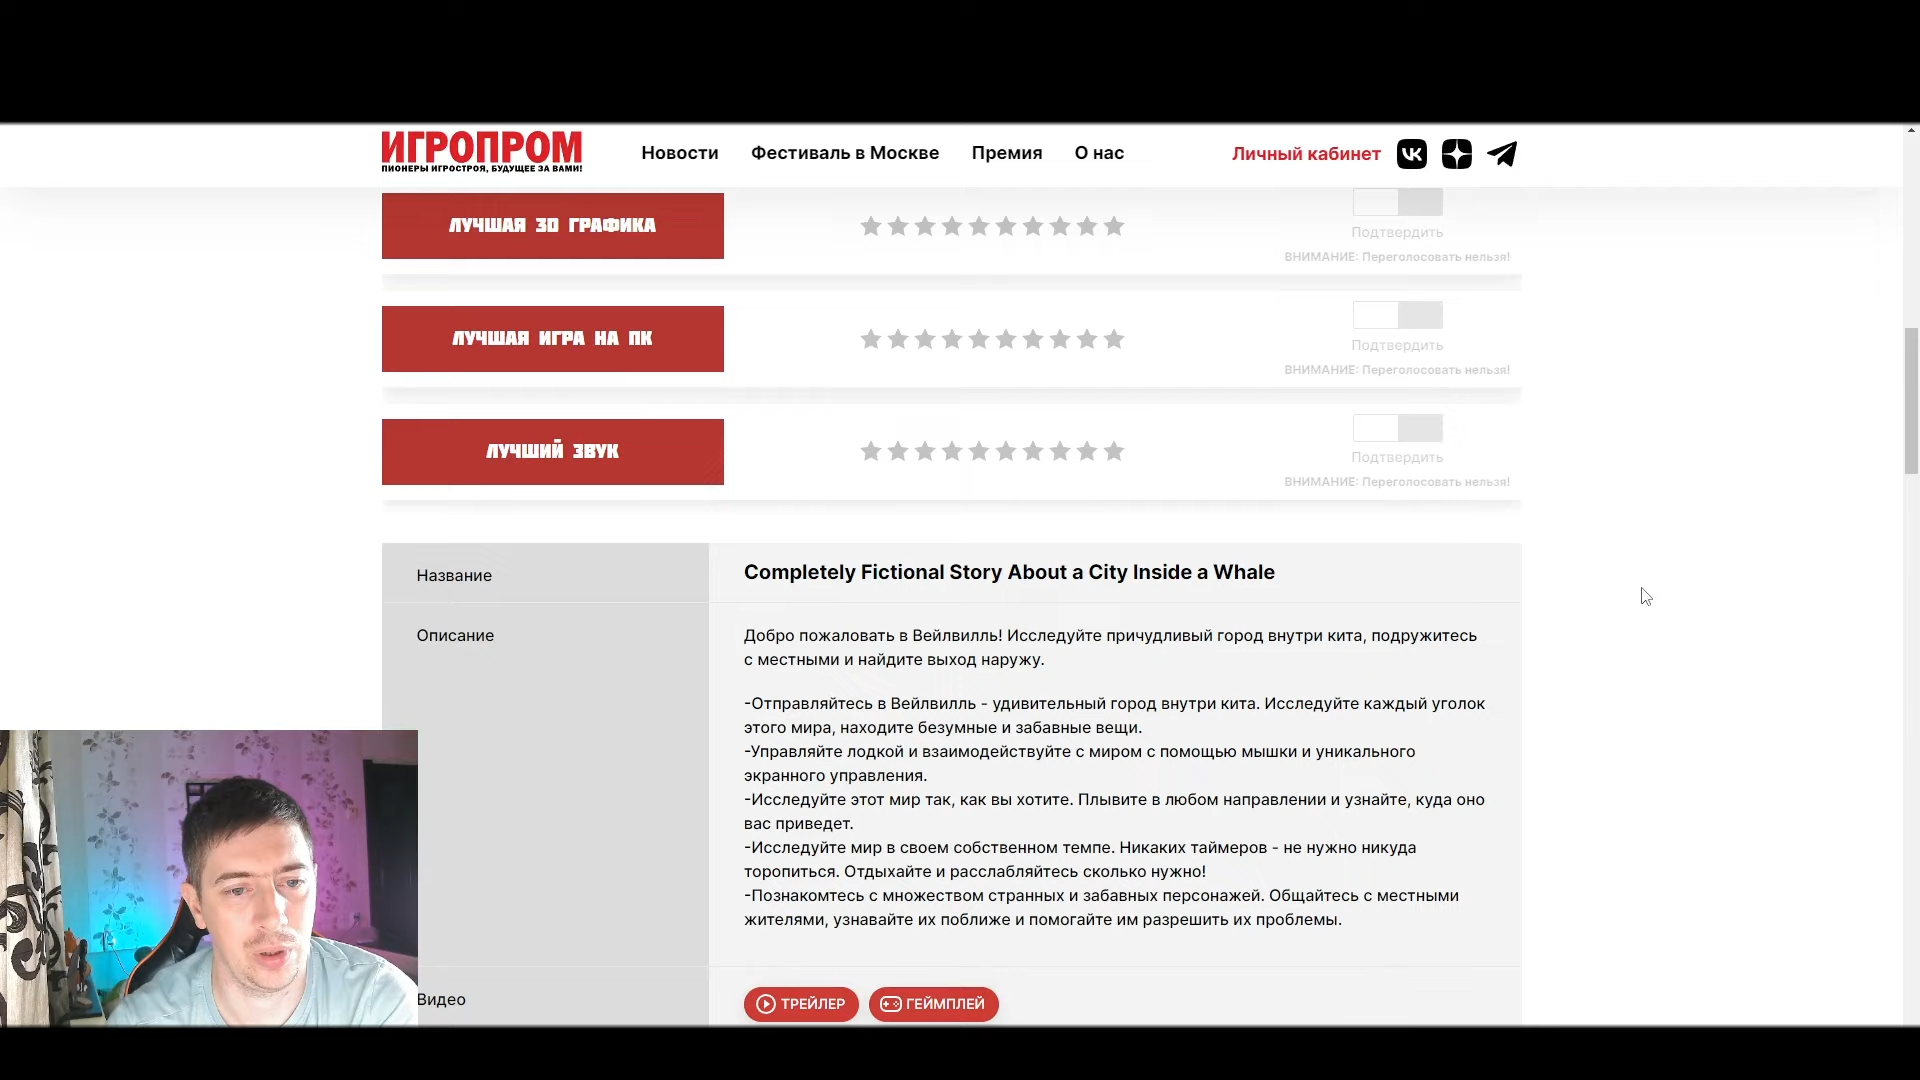 ИГРОПРОМ
ПИОНЕРЫ ИГРОСТРОЯ, БУДУЩЕЕ ЗА ВАМИ!
Новости
Фестиваль в Москве
Премия
О нас
Личный кабинет
ЛУЧШАЯ 3D ГРАФИКА
Подтвердить
ВНИМАНИЕ: Переголосовать нельзя!
ЛУЧШАЯ ИГРА НА ПК
Подтвердить
ВНИМАНИЕ: Переголосовать нельзя!
ЛУЧШИЙ ЗВУК
Подтвердить
ВНИМАНИЕ: Переголосовать нельзя!
Название
Completely Fictional Story About a City Inside a Whale
Описание
Добро пожаловать в Вейлвилль! Исследуйте причудливый город внутри кита, подружитесь
с местными и найдите выход наружу.
-Отправляйтесь в Вейлвилль - удивительный город внутри кита. Исследуйте каждый уголок
этого мира, находите безумные и забавные вещи.
-Управляйте лодкой и взаимодействуйте с миром с помощью мышки и уникального
экранного управления.
-Исследуйте этот мир так, как вы хотите. Плывите в любом направлении и узнайте, куда оно
вас приведет.
-Исследуйте мир в своем собственном темпе. Никаких таймеров - не нужно никуда
торопиться. Отдыхайте и расслабляйтесь сколько нужно!
-Познакомтесь с множеством странных и забавных персонажей. Общайтесь с местными
жителями, узнавайте их поближе и помогайте им разрешить их проблемы.
Видео
ТРЕЙЛЕР
ГЕЙМПЛЕЙ